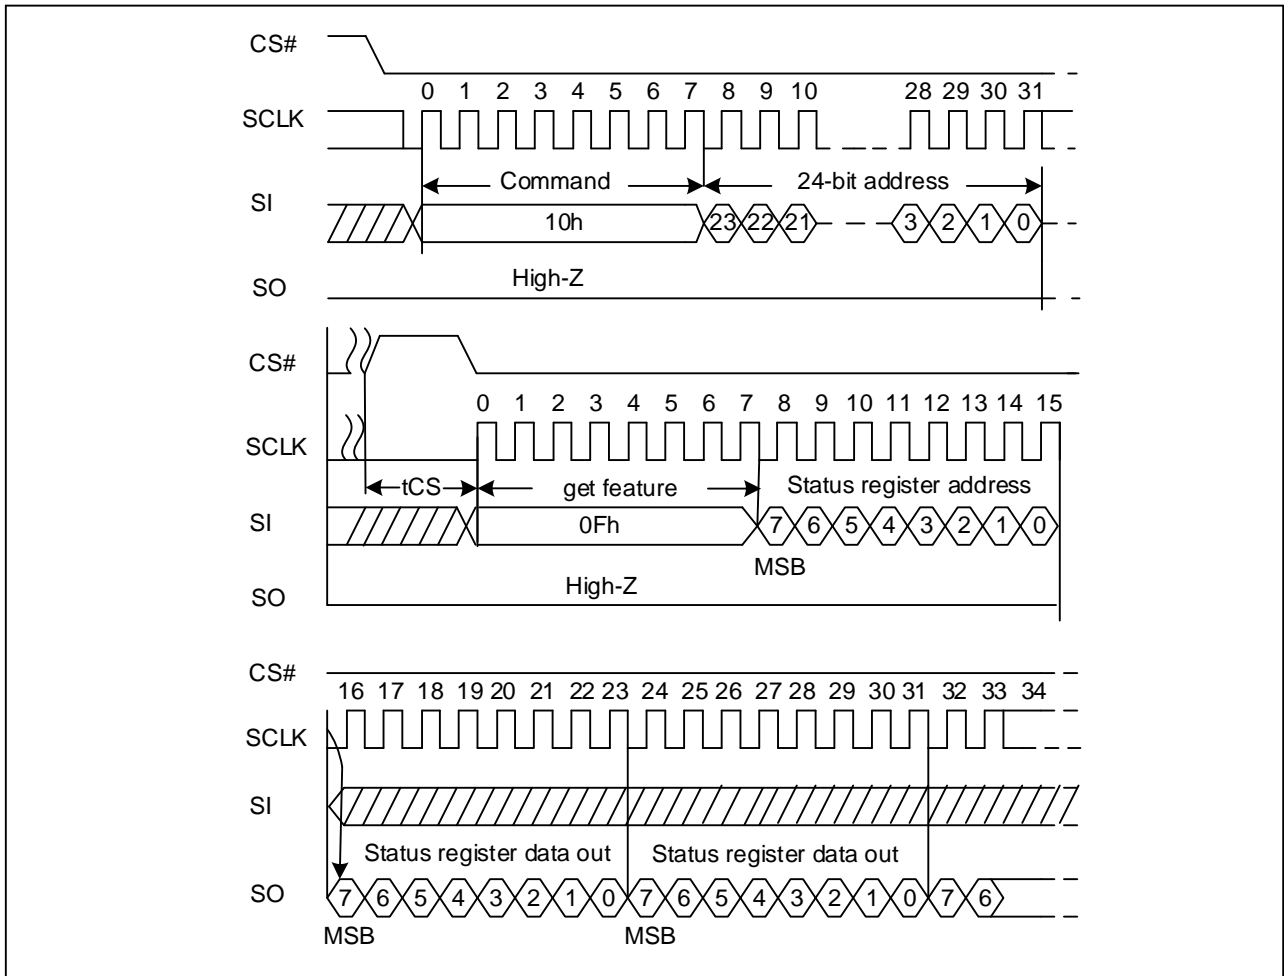 CS#
0 1 2 3 4 5 6 7 8 9 10 28 29 30 31
SCLK
Command 24-bit address
SI
10h 23 22 21 3 2 1 0
High-Z
SO
CS#
0 1 2 3 4 5 6 7 8 9 10 11 12 13 14 15
SCLK
tCS get feature Status register address
SI
0Fh 7 6 5 4 3 2 1 0
MSB
High-Z
SO
CS#
16 17 18 19 20 21 22 23 24 25 26 27 28 29 30 31 32 33 34
SCLK
SI
Status register data out Status register data out
SO 7 6 5 4 3 2 1 0 7 6 5 4 3 2 1 0 7 6
MSB MSB